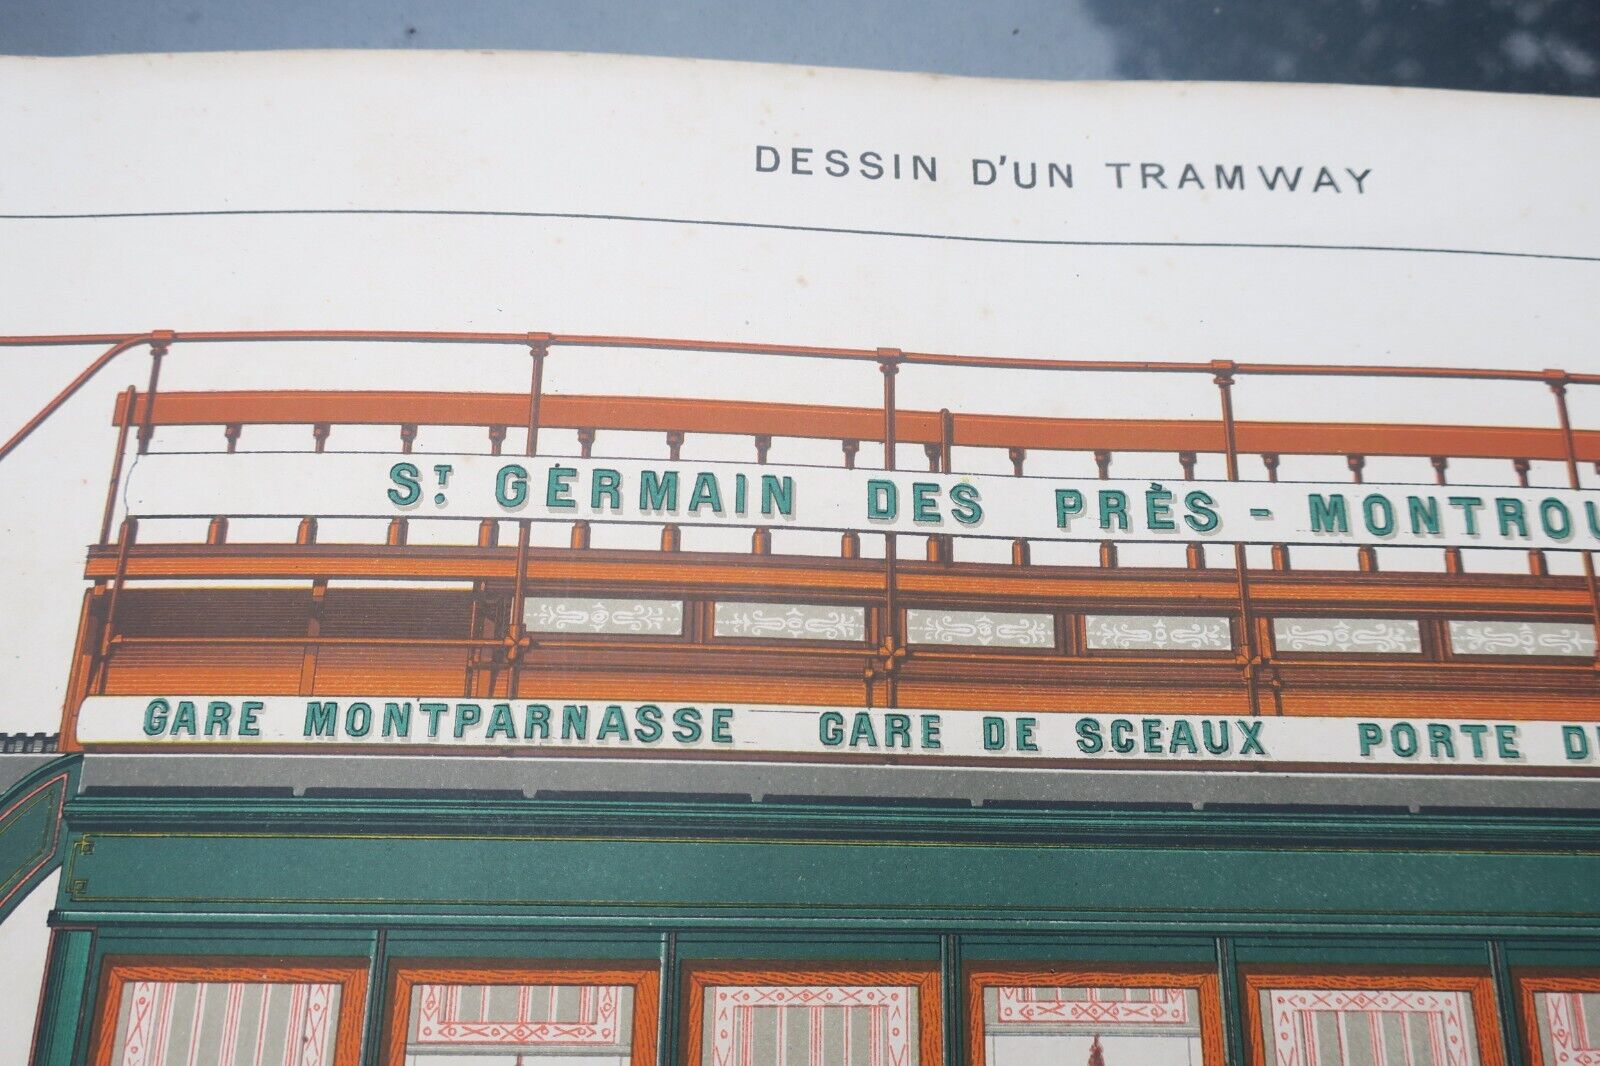 DESSIN D'UN TRAMWAY
ST. GERMAIN DES PRÈS - MONTROU
GARE MONTPARNASSE GARE DE SCEAUX PORTE D